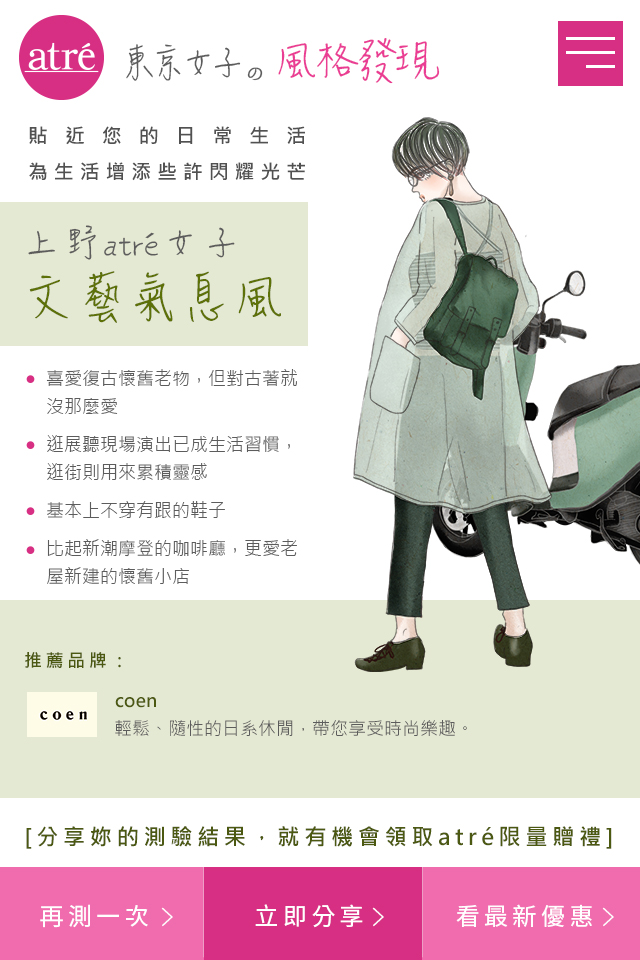 atré
東京女子の風格發現
貼近您的日常生活
為生活增添些許閃耀光芒
上野atré女子
文藝氣息風
喜愛復古懷舊老物，但對古著就
沒那麼愛
逛展聽現場演出已成生活習慣，
逛街則用來累積靈感
基本上不穿有跟的鞋子
比起新潮摩登的咖啡廳，更愛老
屋新建的懷舊小店
推薦品牌：
coen
coen
輕鬆、隨性的日系休閒，帶您享受時尚樂趣。
[分享妳的測驗結果，就有機會領取atré限量贈禮]
再測一次
立即分享
看最新優惠